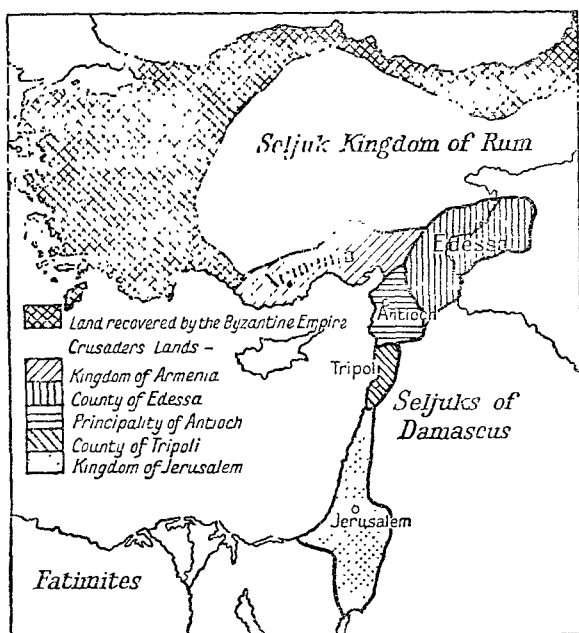 Seljuk Kingdom of Rum
Edessa
Armenia
Antioch
Land recovered by the Byzantine Empire
Crusaders Lands –
Kingdom of Armenia
County of Edessa
Principality of Antioch
County of Tripoli
Kingdom of Jerusalem
Tripoli
Seljuks of
Damascus
Jerusalem
Fatimites